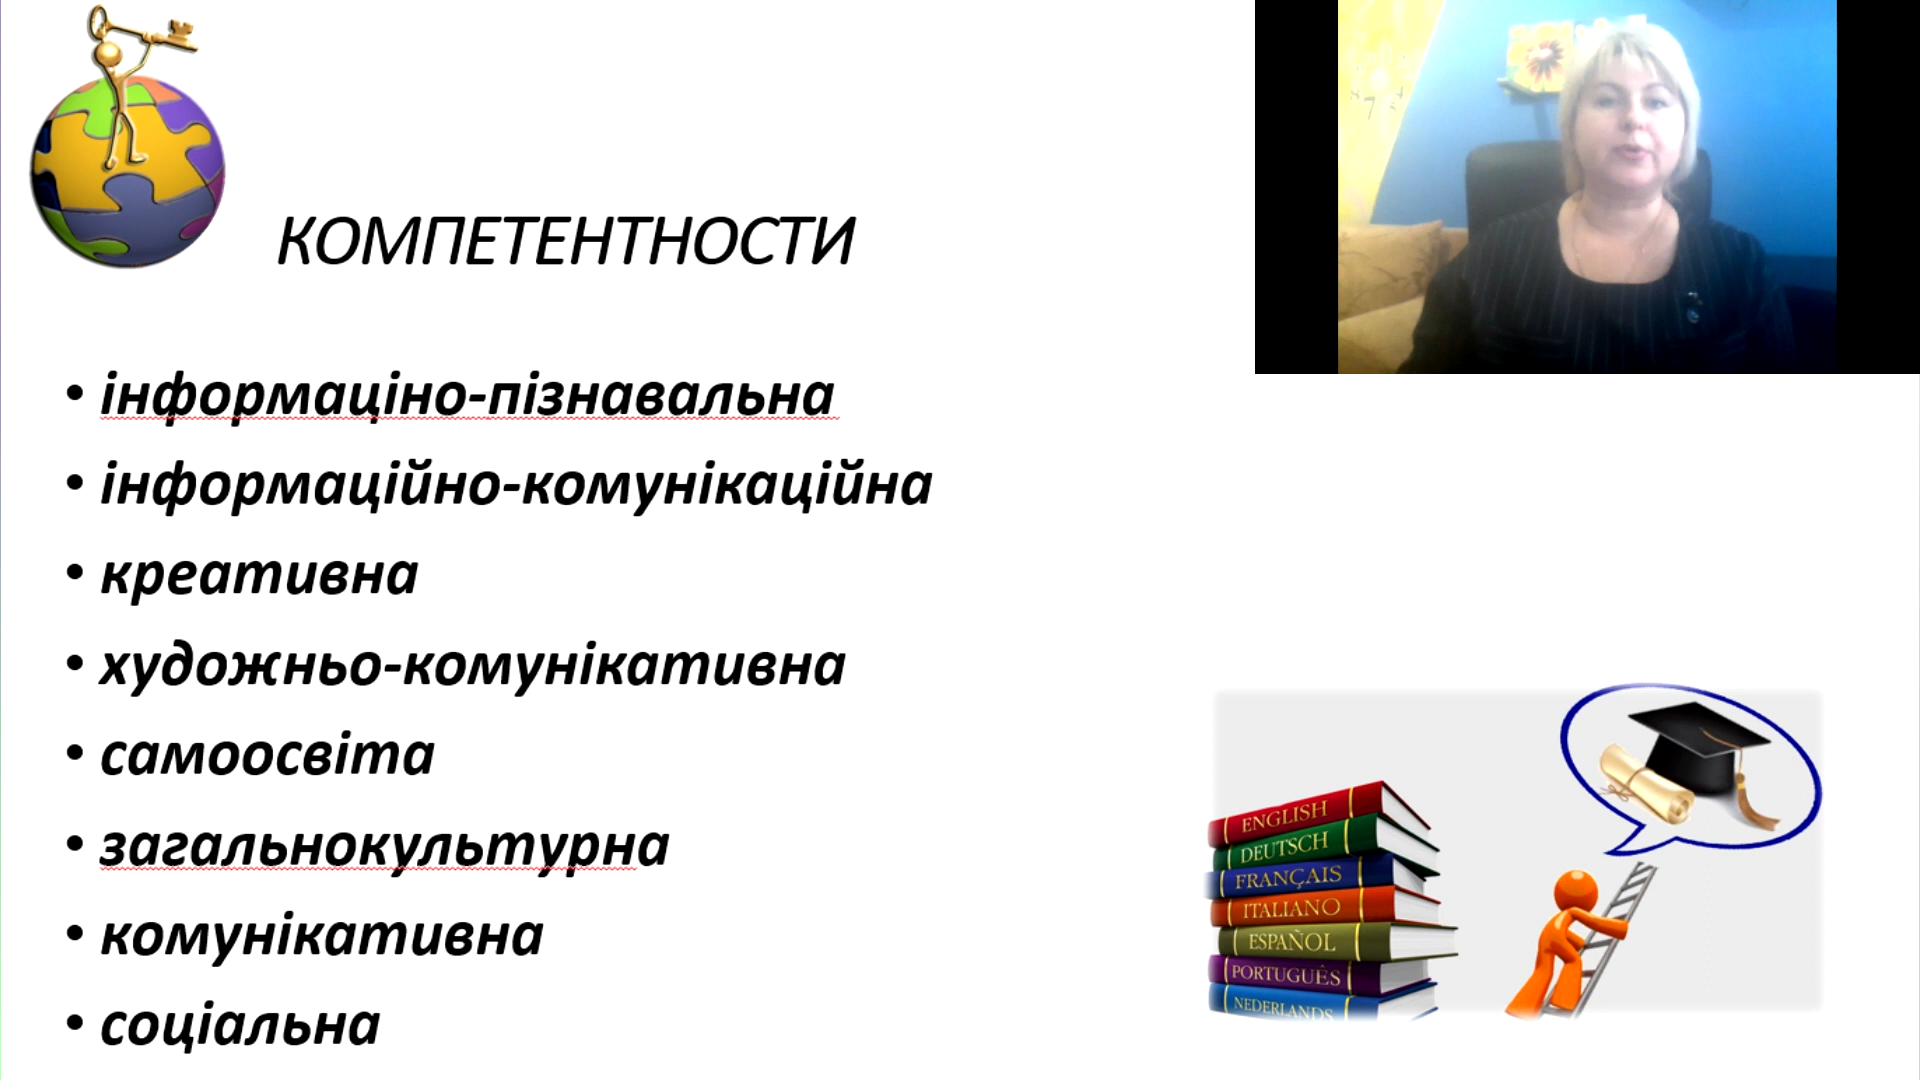 КОМПЕТЕНТНОСТИ
• інформаціно-пізнавальна
• інформаційно-комунікаційна
• креативна
• художньо-комунікативна
• самоосвіта
• загальнокультурна
• комунікативна
• соціальна
ENGLISH
DEUTSCH
FRANÇAIS
ITALIANO
ESPAÑOL
PORTUGUÊS
NEDERLANDS